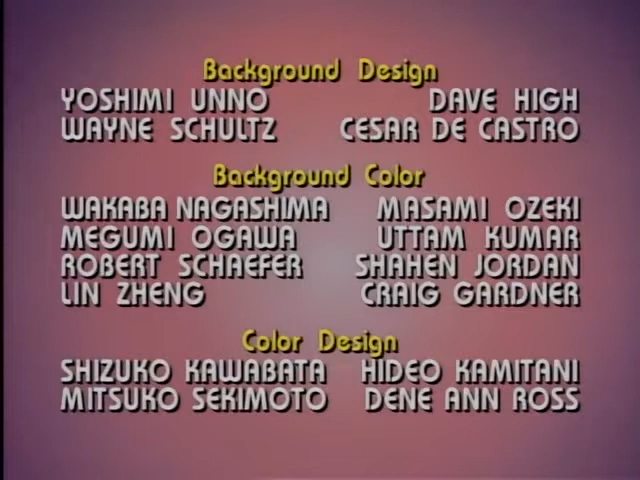 Background Design
YOSHIMI UNNO DAVE HIGH
WAYNE SCHULTZ CESAR DE CASTRO
Background Color
WAKABA NAGASHIMA MASAMI OZEKI
MEGUMI OGAWA UTTAM KUMAR
ROBERT SCHAEFER SHAHEN JORDAN
LIN ZHENG CRAIG GARDNER
Color Design
SHIZUKO KAWABATA HIDEO KAMITANI
MITSUKO SEKIMOTO DENE ANN ROSS